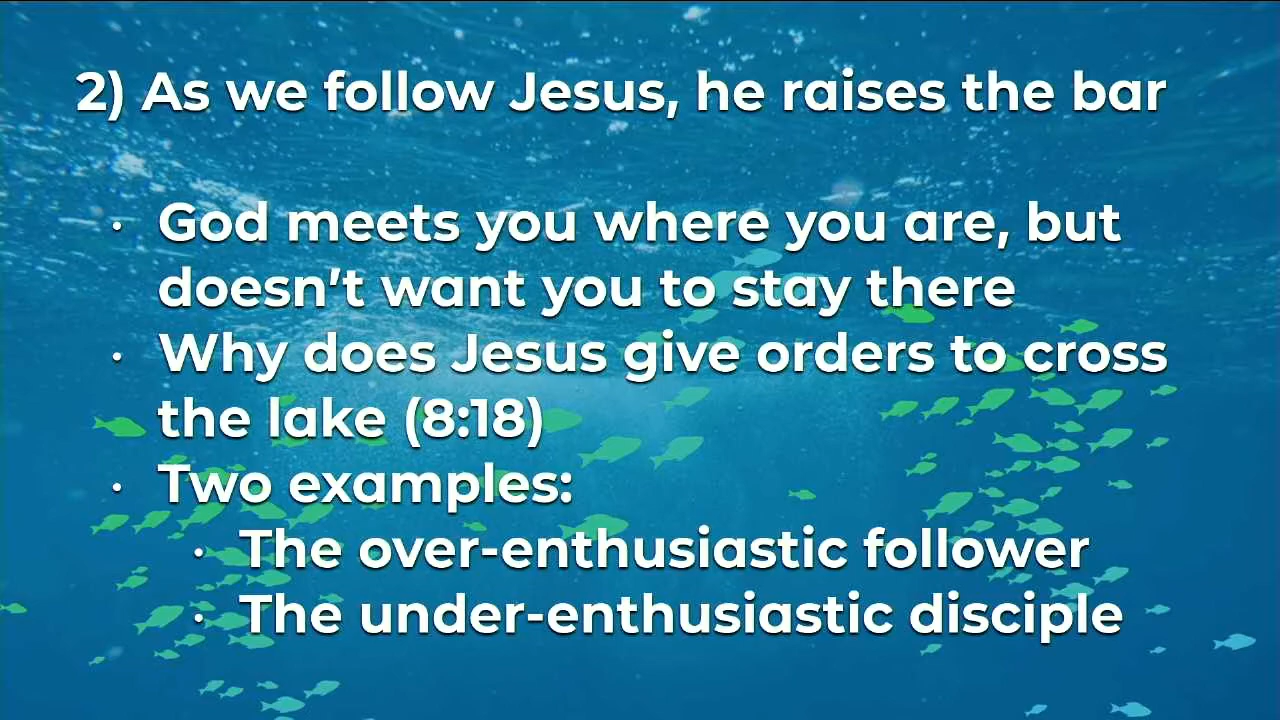 2) As we follow Jesus, he raises the bar
• God meets you where you are, but
doesn't want you to stay there
• Why does Jesus give orders to cross
the lake (8:18)
• Two examples:
• The over-enthusiastic follower
• The under-enthusiastic disciple